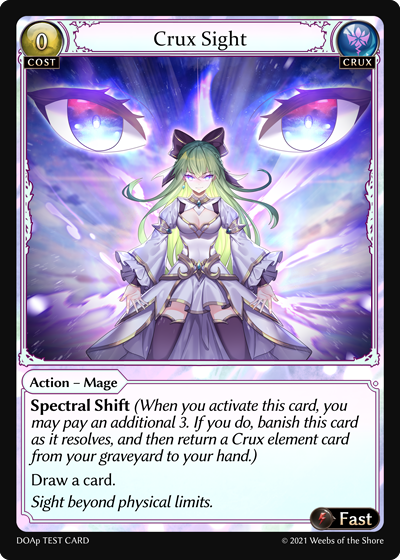 0
Crux Sight
COST
CRUX
Action – Mage
Spectral Shift (When you activate this card, you
may pay an additional 3. If you do, banish this card
as it resolves, and then return a Crux element card
from your graveyard to your hand.)
Draw a card.
Sight beyond physical limits.
Fast
DOAp TEST CARD
© 2021 Weebs of the Shore